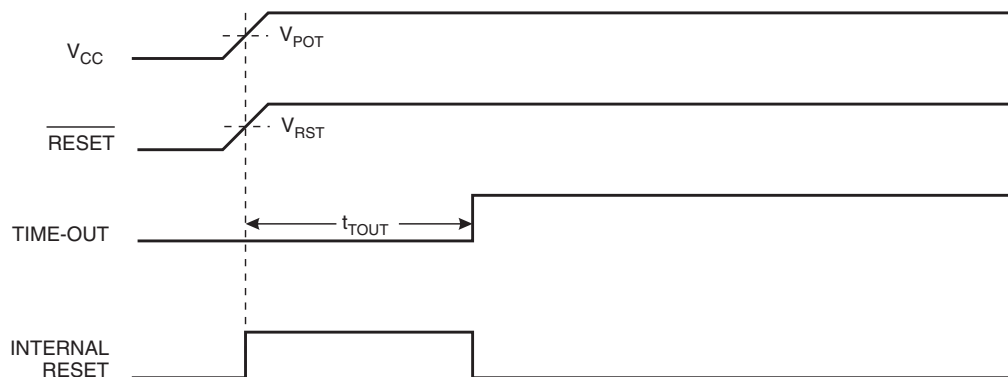 V_CC
V_POT
RESET
V_RST
TIME-OUT
t_TOUT
INTERNAL
RESET